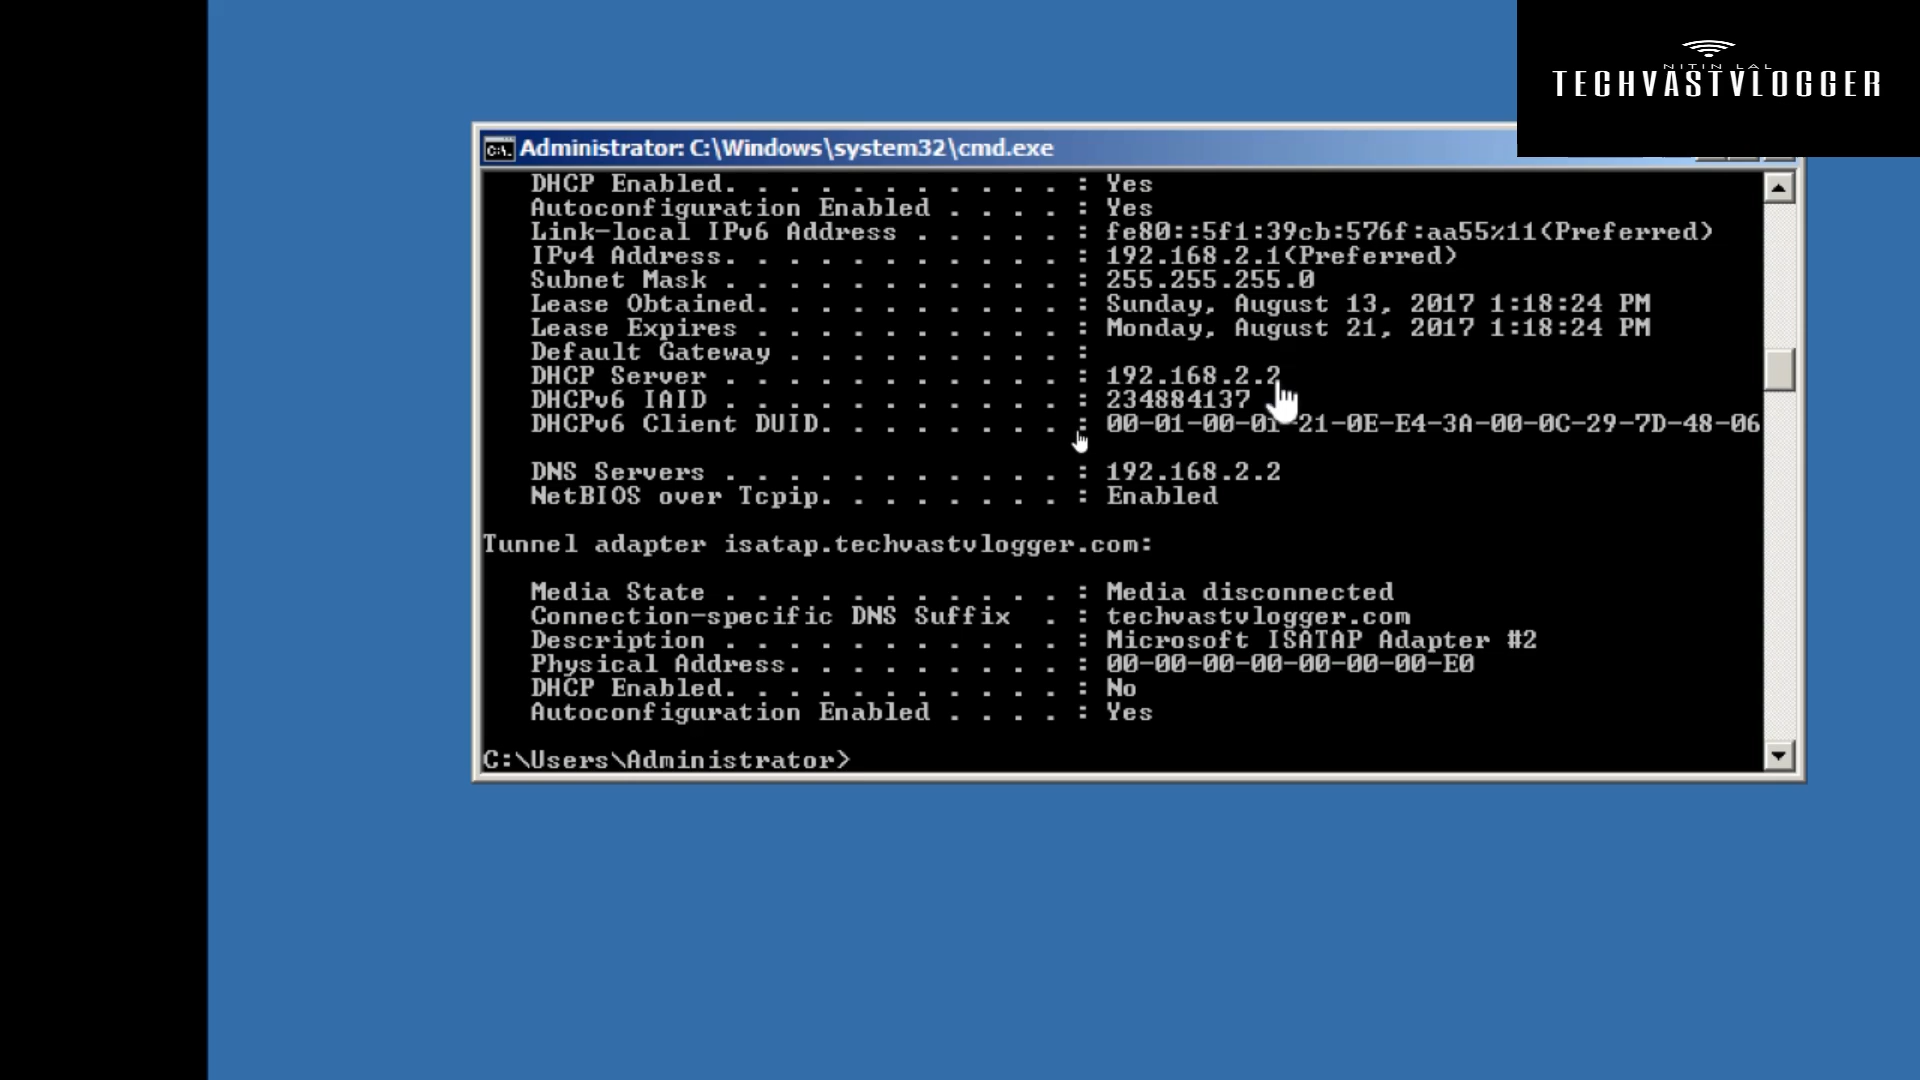 NITIN LAL
TECHVASTVLOGGER
Administrator: C:\Windows\system32\cmd.exe
DHCP Enabled. . . . . . . . . . . : Yes
Autoconfiguration Enabled . . . . : Yes
Link-local IPv6 Address . . . . . : fe80::5f1:39cb:576f:aa55%11(Preferred)
IPv4 Address. . . . . . . . . . . : 192.168.2.1(Preferred)
Subnet Mask . . . . . . . . . . . : 255.255.255.0
Lease Obtained. . . . . . . . . . : Sunday, August 13, 2017 1:18:24 PM
Lease Expires . . . . . . . . . . : Monday, August 21, 2017 1:18:24 PM
Default Gateway . . . . . . . . . :
DHCP Server . . . . . . . . . . . : 192.168.2.2
DHCPv6 IAID . . . . . . . . . . . : 234884137
DHCPv6 Client DUID. . . . . . . . : 00-01-00-01-21-0E-E4-3A-00-0C-29-7D-48-06
DNS Servers . . . . . . . . . . . : 192.168.2.2
NetBIOS over Tcpip. . . . . . . . : Enabled
Tunnel adapter isatap.techvastvlogger.com:
Media State . . . . . . . . . . . : Media disconnected
Connection-specific DNS Suffix  . : techvastvlogger.com
Description . . . . . . . . . . . : Microsoft ISATAP Adapter #2
Physical Address. . . . . . . . . : 00-00-00-00-00-00-00-E0
DHCP Enabled. . . . . . . . . . . : No
Autoconfiguration Enabled . . . . : Yes
C:\Users\Administrator>